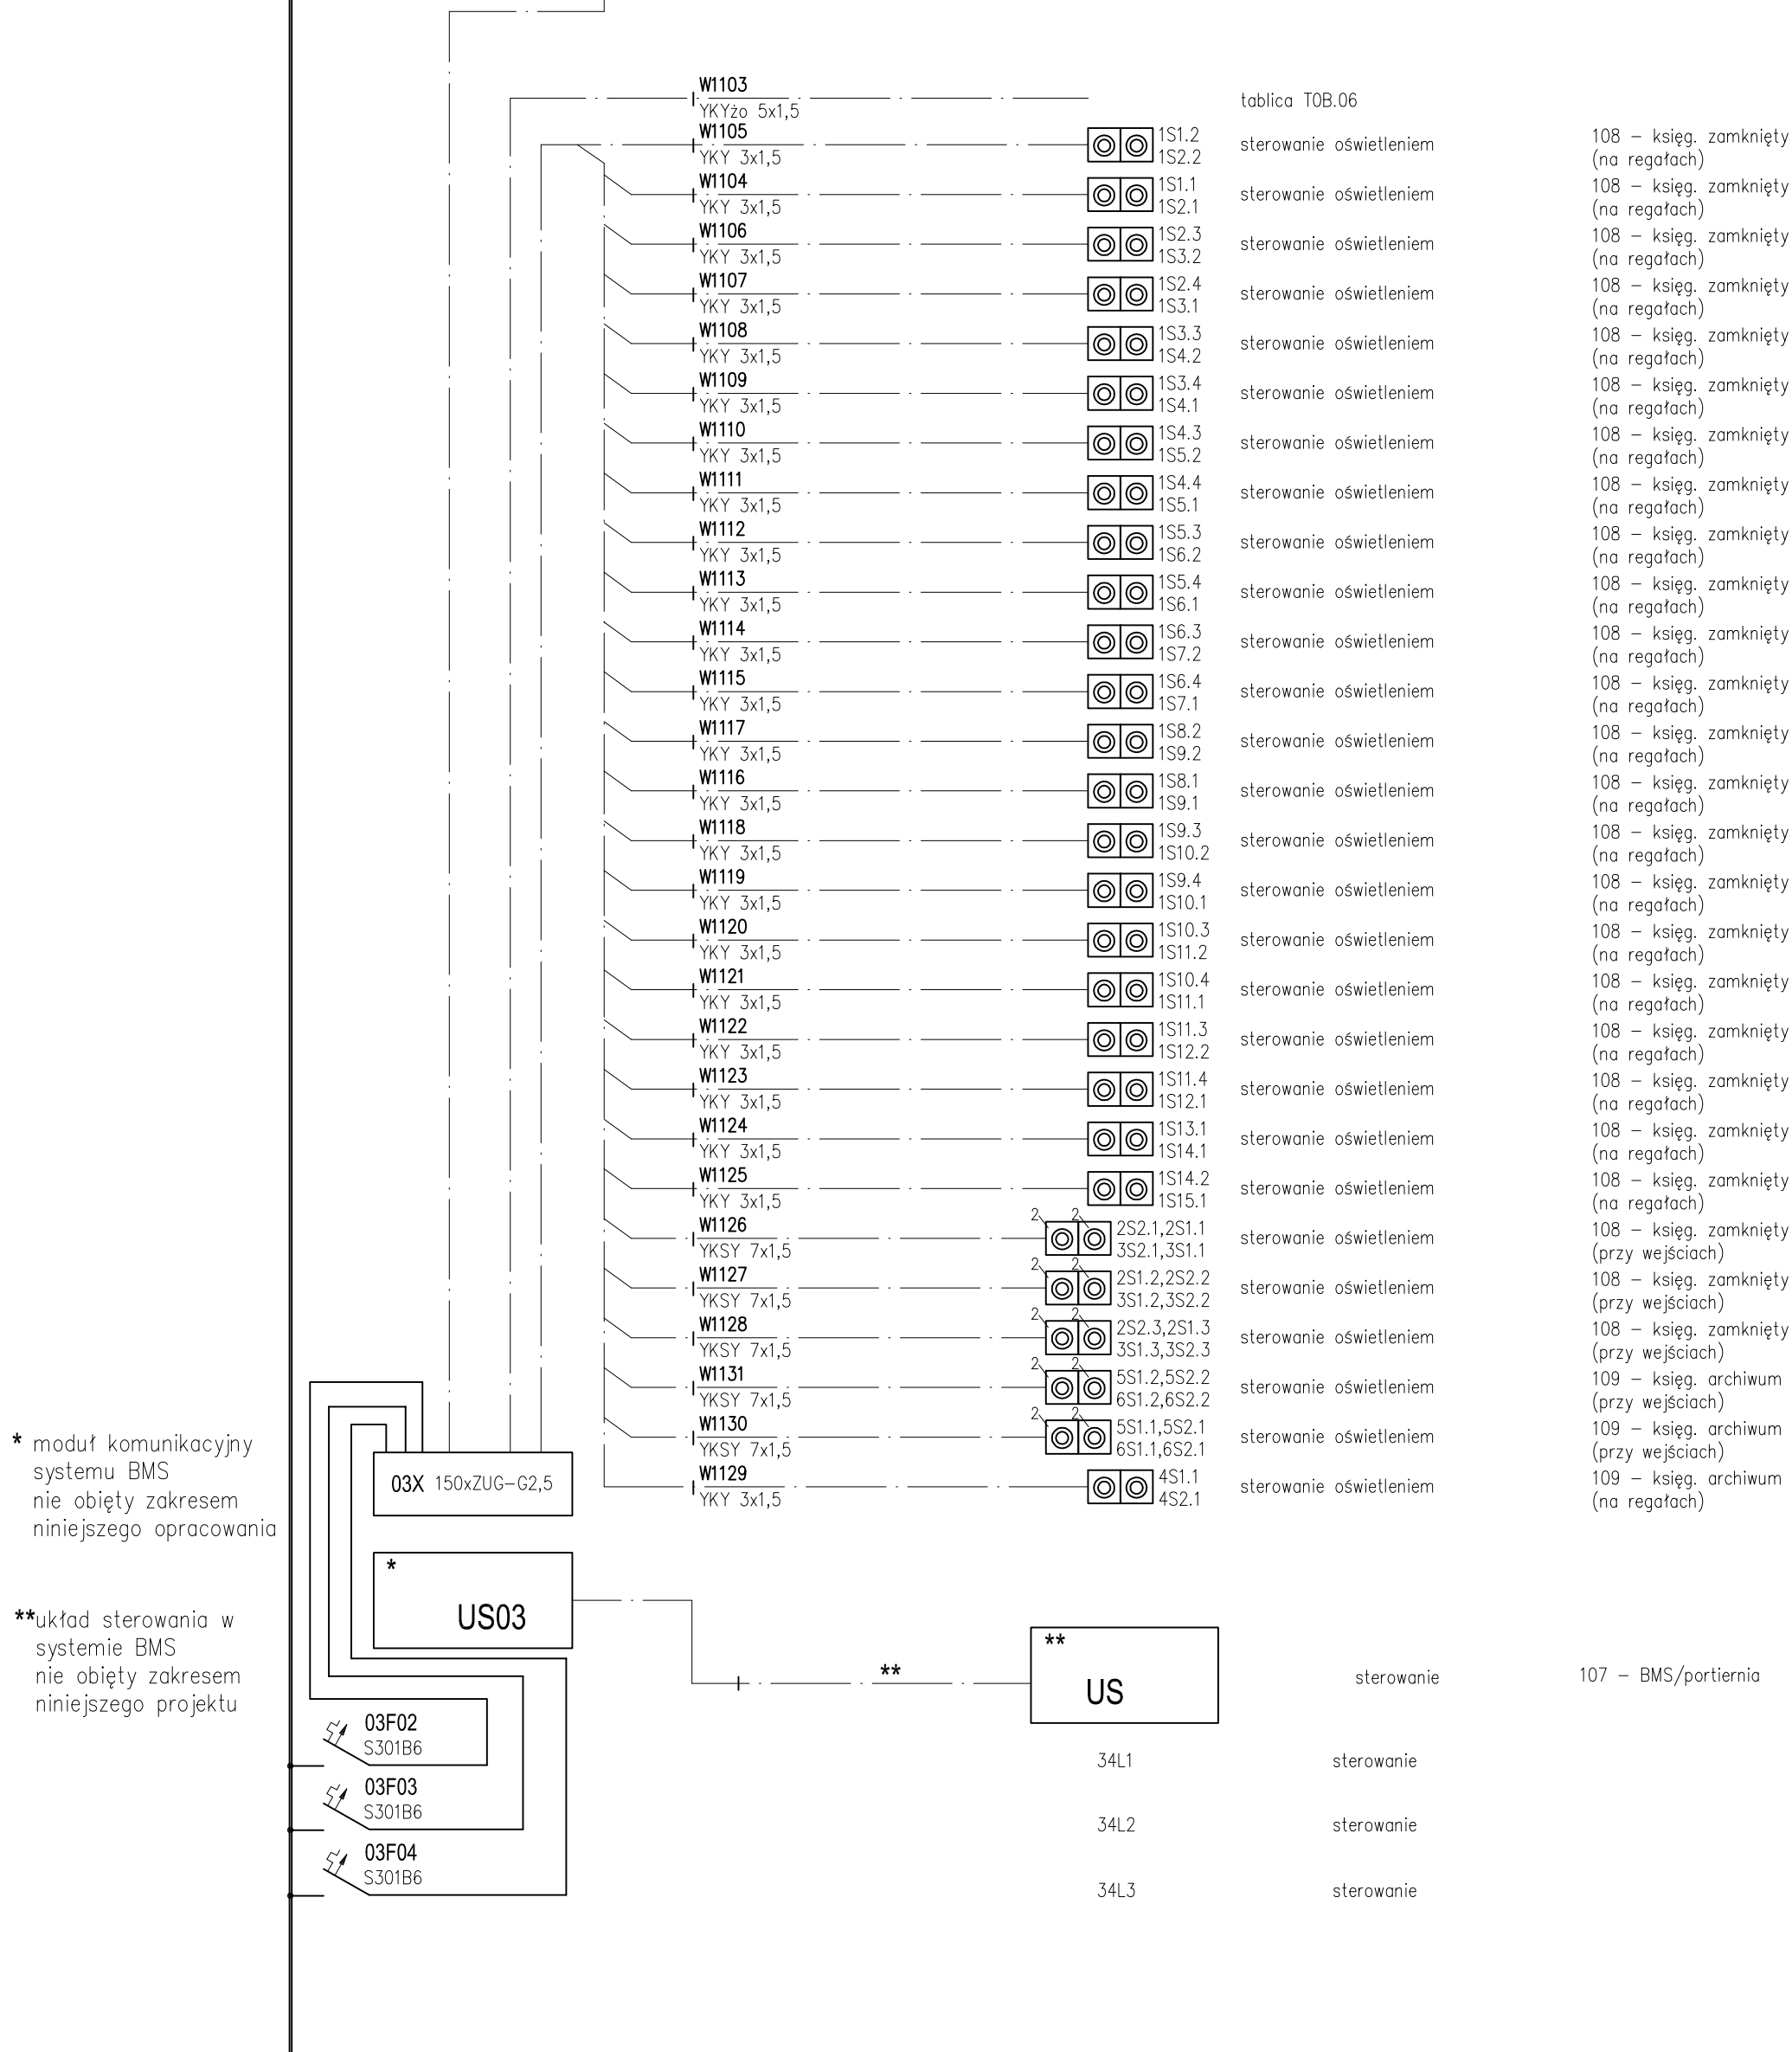 W1103
YKYżo 5x1,5
tablica TOB.06
W1105
YKY 3x1,5
1S1.2
1S2.2
sterowanie oświetleniem
108 – księg. zamknięty
(na regałach)
W1104
YKY 3x1,5
1S1.1
1S2.1
sterowanie oświetleniem
108 – księg. zamknięty
(na regałach)
W1106
YKY 3x1,5
1S2.3
1S3.2
sterowanie oświetleniem
108 – księg. zamknięty
(na regałach)
W1107
YKY 3x1,5
1S2.4
1S3.1
sterowanie oświetleniem
108 – księg. zamknięty
(na regałach)
W1108
YKY 3x1,5
1S3.3
1S4.2
sterowanie oświetleniem
108 – księg. zamknięty
(na regałach)
W1109
YKY 3x1,5
1S3.4
1S4.1
sterowanie oświetleniem
108 – księg. zamknięty
(na regałach)
W1110
YKY 3x1,5
1S4.3
1S5.2
sterowanie oświetleniem
108 – księg. zamknięty
(na regałach)
W1111
YKY 3x1,5
1S4.4
1S5.1
sterowanie oświetleniem
108 – księg. zamknięty
(na regałach)
W1112
YKY 3x1,5
1S5.3
1S6.2
sterowanie oświetleniem
108 – księg. zamknięty
(na regałach)
W1113
YKY 3x1,5
1S5.4
1S6.1
sterowanie oświetleniem
108 – księg. zamknięty
(na regałach)
W1114
YKY 3x1,5
1S6.3
1S7.2
sterowanie oświetleniem
108 – księg. zamknięty
(na regałach)
W1115
YKY 3x1,5
1S6.4
1S7.1
sterowanie oświetleniem
108 – księg. zamknięty
(na regałach)
W1117
YKY 3x1,5
1S8.2
1S9.2
sterowanie oświetleniem
108 – księg. zamknięty
(na regałach)
W1116
YKY 3x1,5
1S8.1
1S9.1
sterowanie oświetleniem
108 – księg. zamknięty
(na regałach)
W1118
YKY 3x1,5
1S9.3
1S10.2
sterowanie oświetleniem
108 – księg. zamknięty
(na regałach)
W1119
YKY 3x1,5
1S9.4
1S10.1
sterowanie oświetleniem
108 – księg. zamknięty
(na regałach)
W1120
YKY 3x1,5
1S10.3
1S11.2
sterowanie oświetleniem
108 – księg. zamknięty
(na regałach)
W1121
YKY 3x1,5
1S10.4
1S11.1
sterowanie oświetleniem
108 – księg. zamknięty
(na regałach)
W1122
YKY 3x1,5
1S11.3
1S12.2
sterowanie oświetleniem
108 – księg. zamknięty
(na regałach)
W1123
YKY 3x1,5
1S11.4
1S12.1
sterowanie oświetleniem
108 – księg. zamknięty
(na regałach)
W1124
YKY 3x1,5
1S13.1
1S14.1
sterowanie oświetleniem
108 – księg. zamknięty
(na regałach)
W1125
YKY 3x1,5
1S14.2
1S15.1
sterowanie oświetleniem
108 – księg. zamknięty
(na regałach)
W1126
YKSY 7x1,5
2 2
2S2.1,2S1.1
3S2.1,3S1.1
sterowanie oświetleniem
108 – księg. zamknięty
(przy wejściach)
W1127
YKSY 7x1,5
2 2
2S1.2,2S2.2
3S1.2,3S2.2
sterowanie oświetleniem
108 – księg. zamknięty
(przy wejściach)
W1128
YKSY 7x1,5
2 2
2S2.3,2S1.3
3S1.3,3S2.3
sterowanie oświetleniem
108 – księg. zamknięty
(przy wejściach)
W1131
YKSY 7x1,5
2 2
5S1.2,5S2.2
6S1.2,6S2.2
sterowanie oświetleniem
109 – księg. archiwum
(przy wejściach)
W1130
YKSY 7x1,5
2 2
5S1.1,5S2.1
6S1.1,6S2.1
sterowanie oświetleniem
109 – księg. archiwum
(przy wejściach)
W1129
YKY 3x1,5
4S1.1
4S2.1
sterowanie oświetleniem
109 – księg. archiwum
(na regałach)
* moduł komunikacyjny
systemu BMS
nie objęty zakresem
niniejszego opracowania
03X 150xZUG–G2,5
*
US03
**układ sterowania w
systemie BMS
nie objęty zakresem
niniejszego projektu
**
**
US
sterowanie
107 – BMS/portiernia
03F02
S301B6
34L1
sterowanie
03F03
S301B6
34L2
sterowanie
03F04
S301B6
34L3
sterowanie